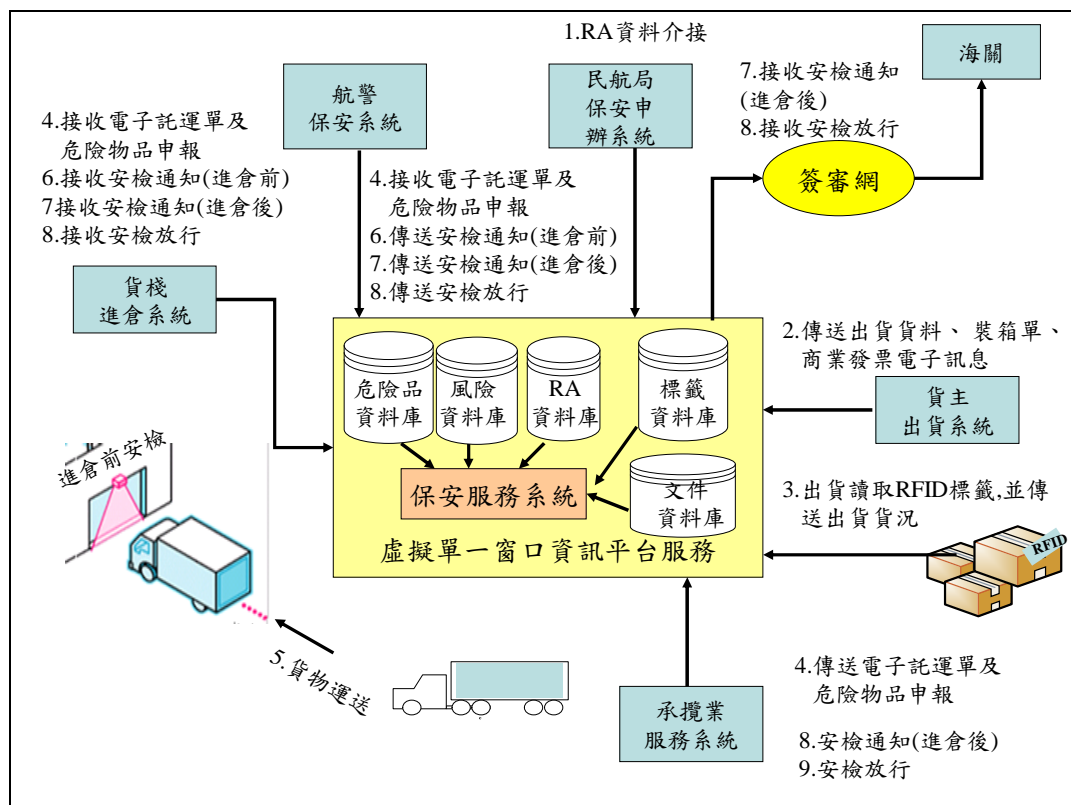 1.RA資料介接
海關
7.接收安檢通知
(進倉後)
8.接收安檢放行
航警
保安系統
民航局
保安申
辦系統
簽審網
4.接收電子託運單及
危險物品申報
6.接收安檢通知(進倉前)
7接收安檢通知(進倉後)
8.接收安檢放行
4.接收電子託運單及
危險物品申報
6.傳送安檢通知(進倉前)
7.傳送安檢通知(進倉後)
8.傳送安檢放行
貨棧
進倉系統
2.傳送出貨貨料、 裝箱單、
商業發票電子訊息
貨主
出貨系統
危險品
資料庫
風險
資料庫
RA
資料庫
標籤
資料庫
文件
資料庫
保安服務系統
虛擬單一窗口資訊平台服務
3.出貨讀取RFID標籤,並傳
送出貨貨況
RFID
進倉前安檢
5.貨物運送
承攬業
服務系統
4.傳送電子託運單及
危險物品申報
8.安檢通知(進倉後)
9.安檢放行